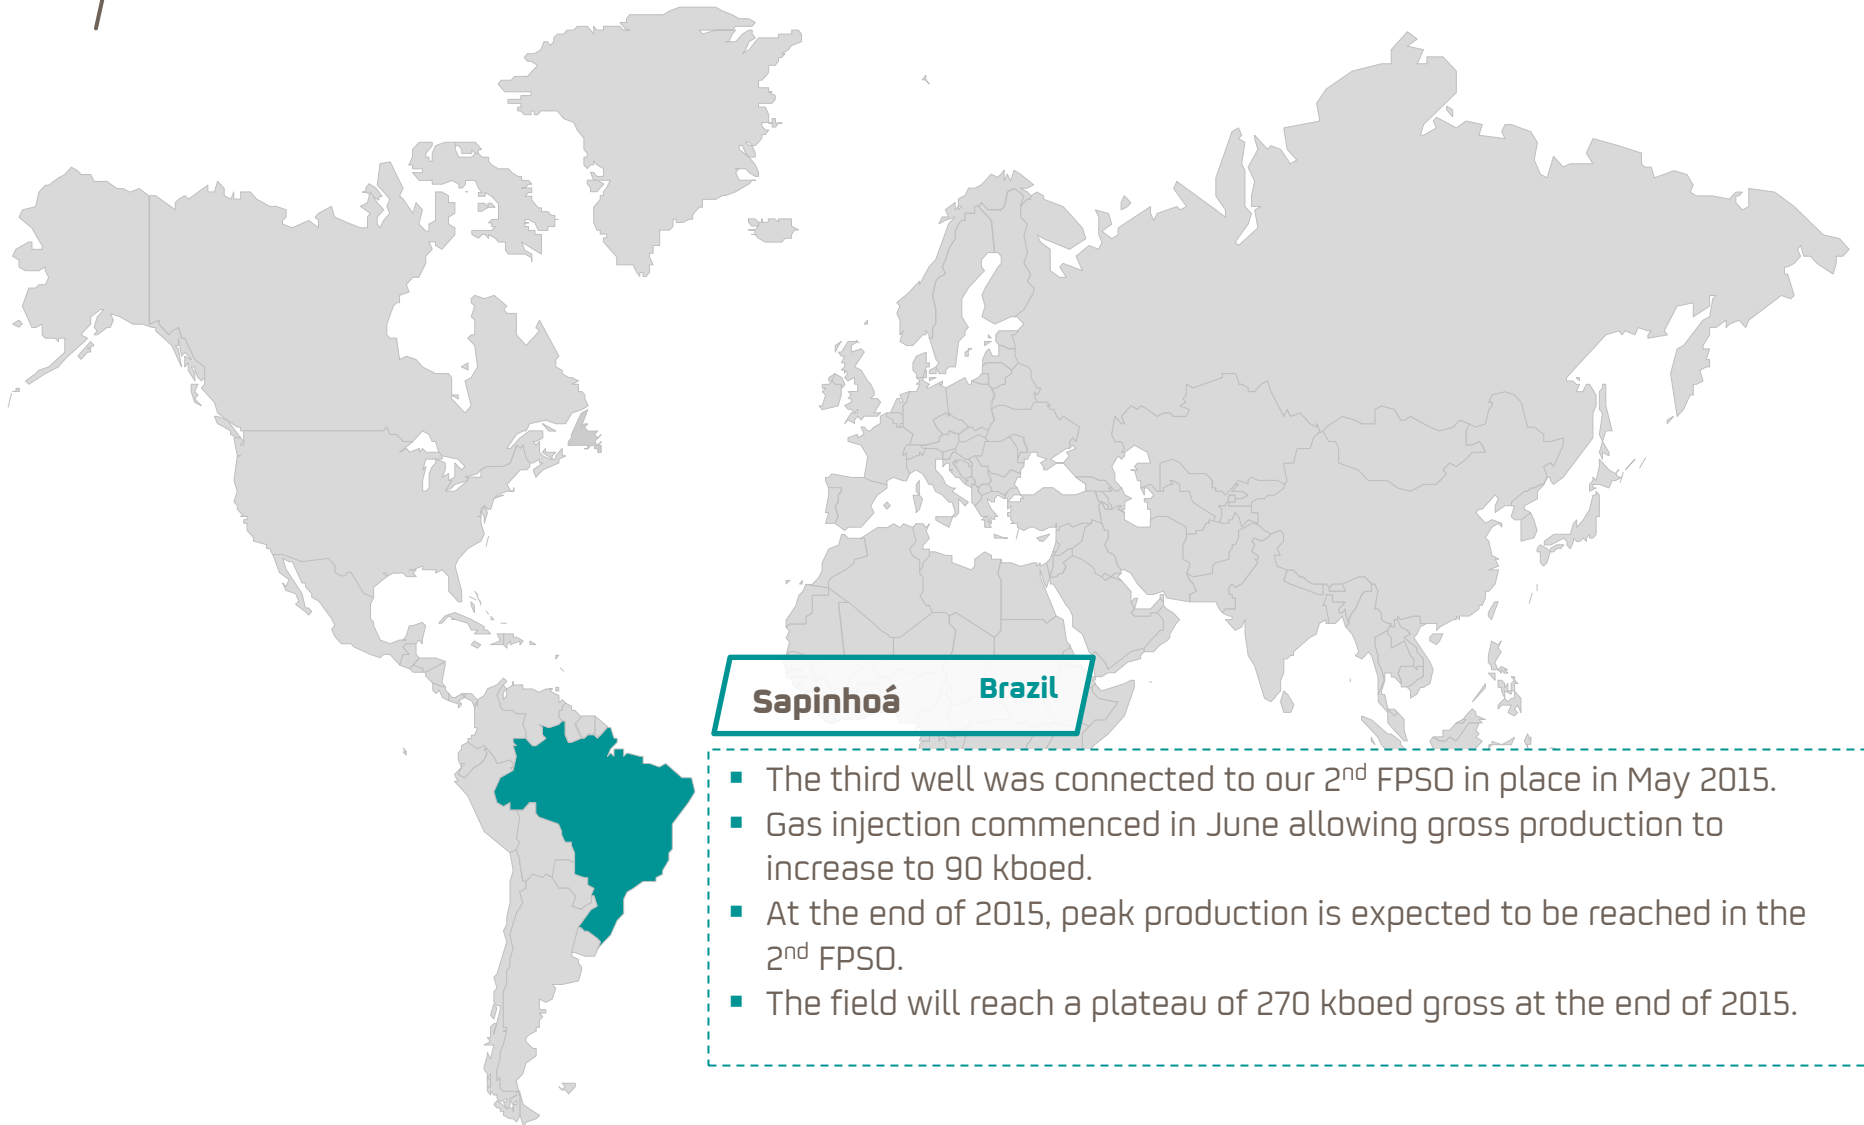 Sapinhoá
Brazil
▪ The third well was connected to our 2nd FPSO in place in May 2015.
▪ Gas injection commenced in June allowing gross production to
increase to 90 kboed.
▪ At the end of 2015, peak production is expected to be reached in the
2nd FPSO.
▪ The field will reach a plateau of 270 kboed gross at the end of 2015.